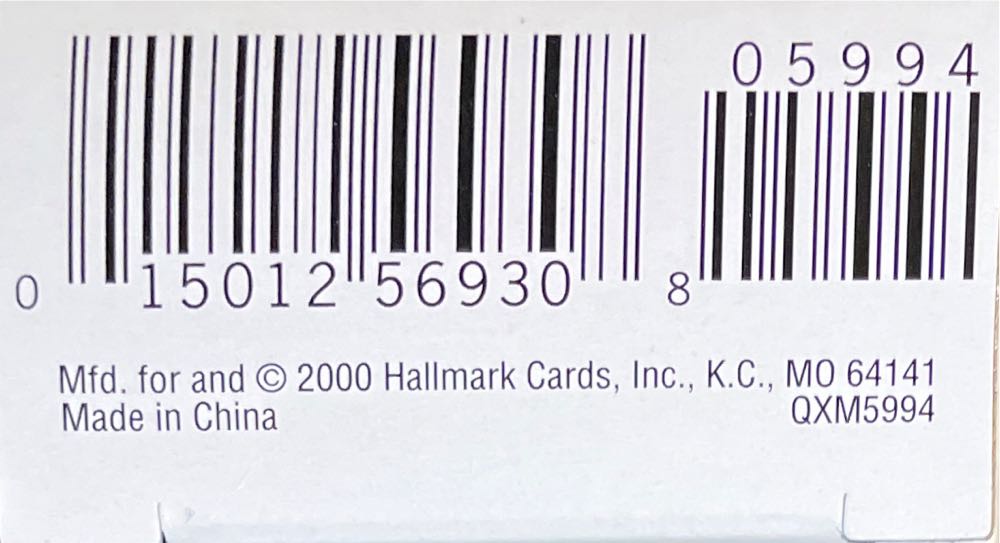 05994
0 15012 56930 8
Mfd. for and © 2000 Hallmark Cards, Inc., K.C., MO 64141
Made in China QXM5994